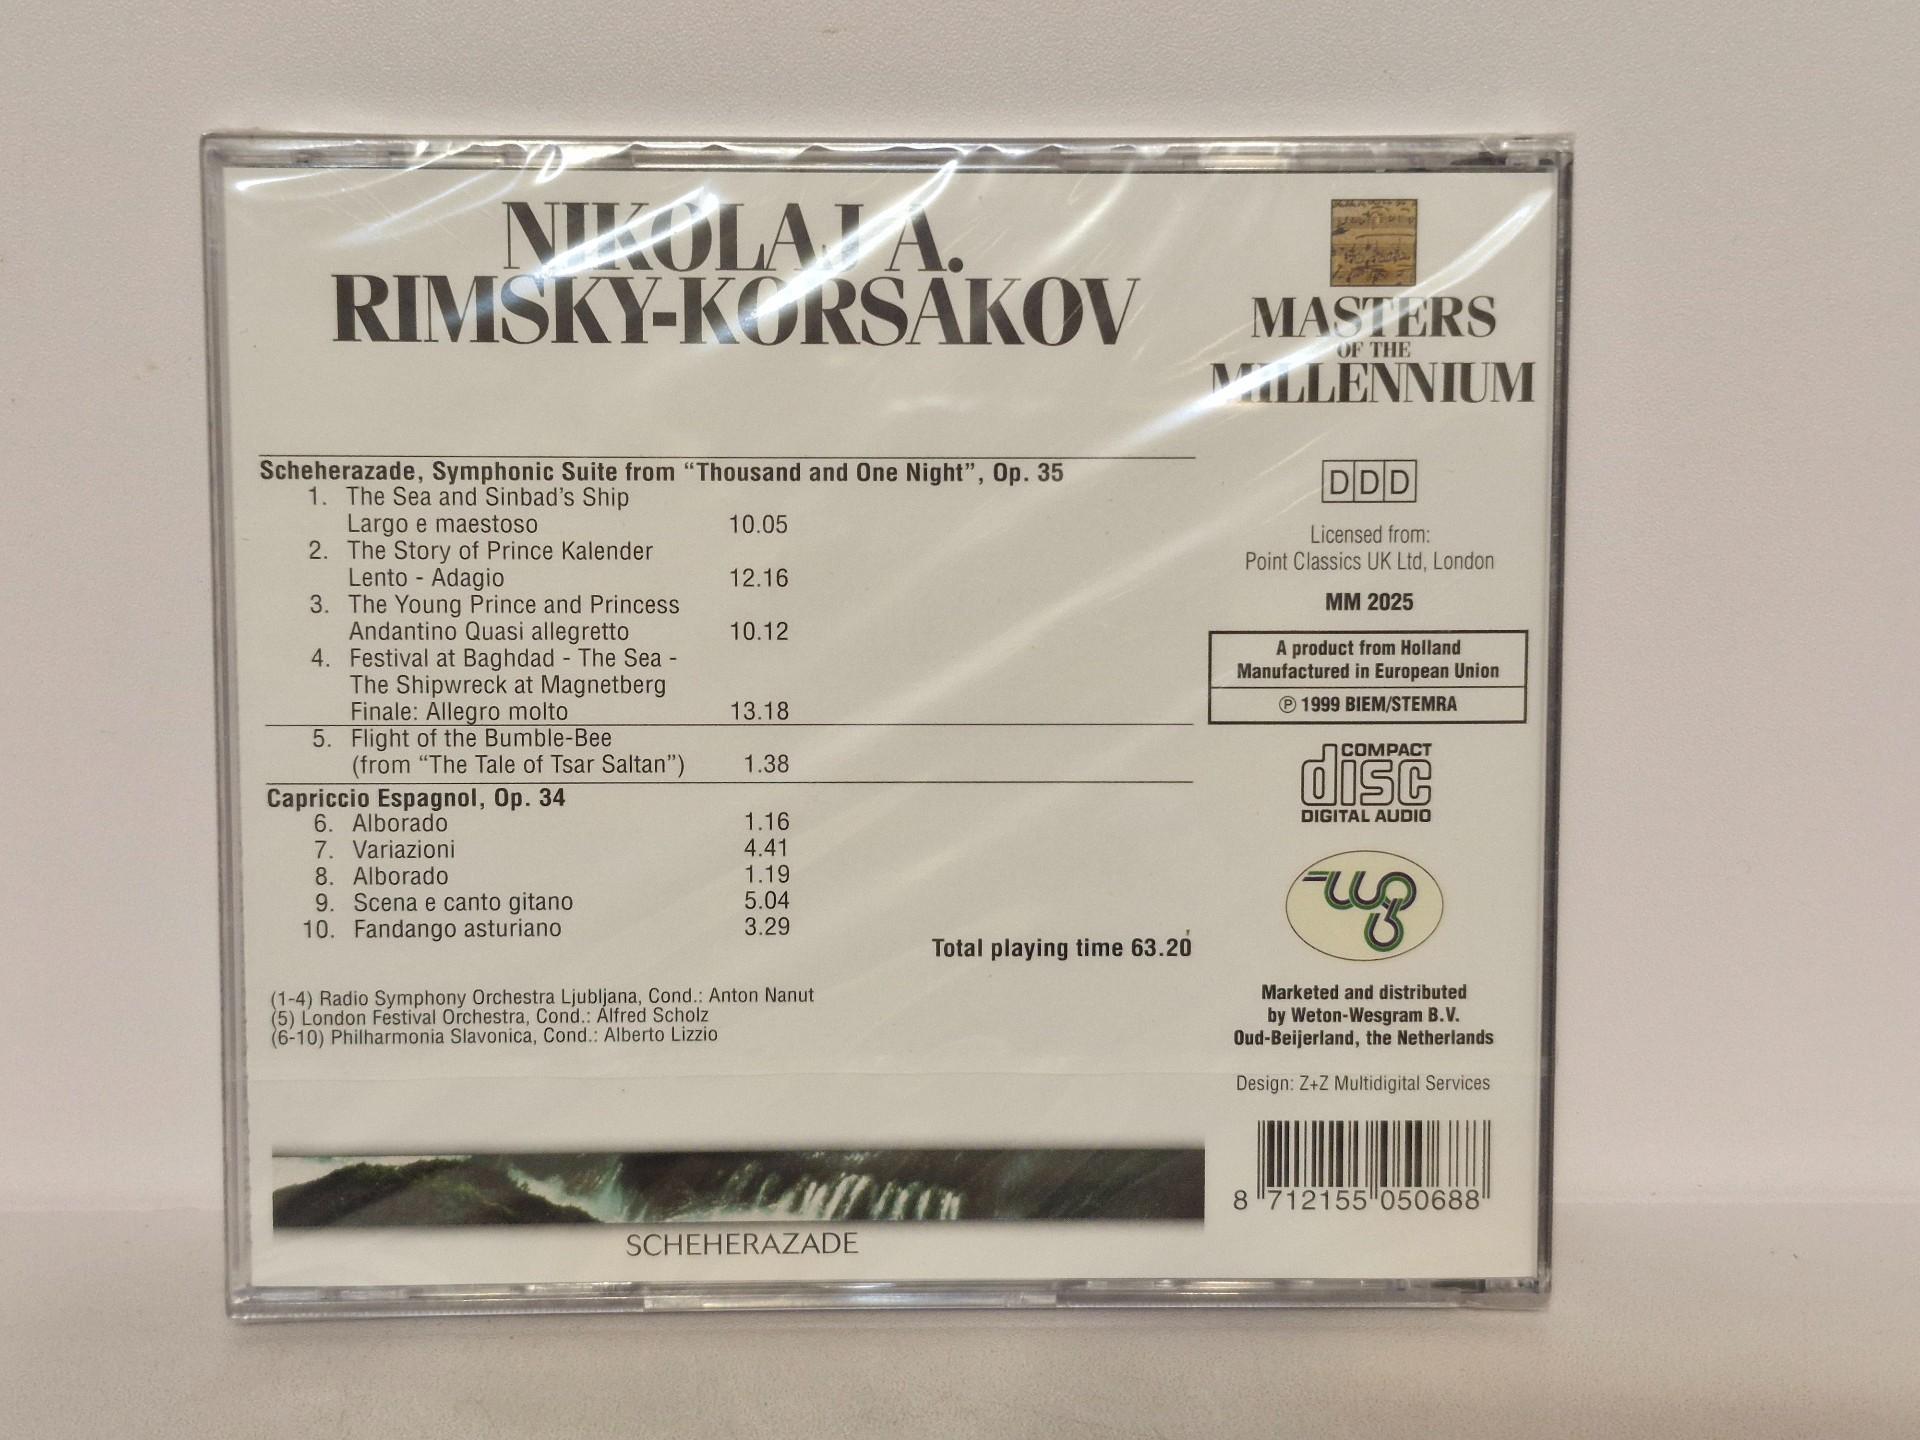 NIKOLAJ A.
RIMSKY-KORSAKOV
Scheherazade, Symphonic Suite from “Thousand and One Night”, Op. 35
1. The Sea and Sinbad’s Ship
Largo e maestoso 10.05
2. The Story of Prince Kalender
Lento - Adagio 12.16
3. The Young Prince and Princess
Andantino Quasi allegretto 10.12
4. Festival at Baghdad - The Sea -
The Shipwreck at Magnetberg
Finale: Allegro molto 13.18
5. Flight of the Bumble-Bee
(from “The Tale of Tsar Saltan”) 1.38
Capriccio Espagnol, Op. 34
6. Alborado 1.16
7. Variazioni 4.41
8. Alborado 1.19
9. Scena e canto gitano 5.04
10. Fandango asturiano 3.29
Total playing time 63.20
(1-4) Radio Symphony Orchestra Ljubljana, Cond.: Anton Nanut
(5) London Festival Orchestra, Cond.: Alfred Scholz
(6-10) Philharmonia Slavonica, Cond.: Alberto Lizzio
SCHEHERAZADE
MASTERS
OF THE
MILLENNIUM
DDD
Licensed from:
Point Classics UK Ltd, London
MM 2025
A product from Holland
Manufactured in European Union
℗ 1999 BIEM/STEMRA
COMPACT
disc
DIGITAL AUDIO
Marketed and distributed
by Weton-Wesgram B.V.
Oud-Beijerland, the Netherlands
Design: Z+Z Multidigital Services
8 712155 050688